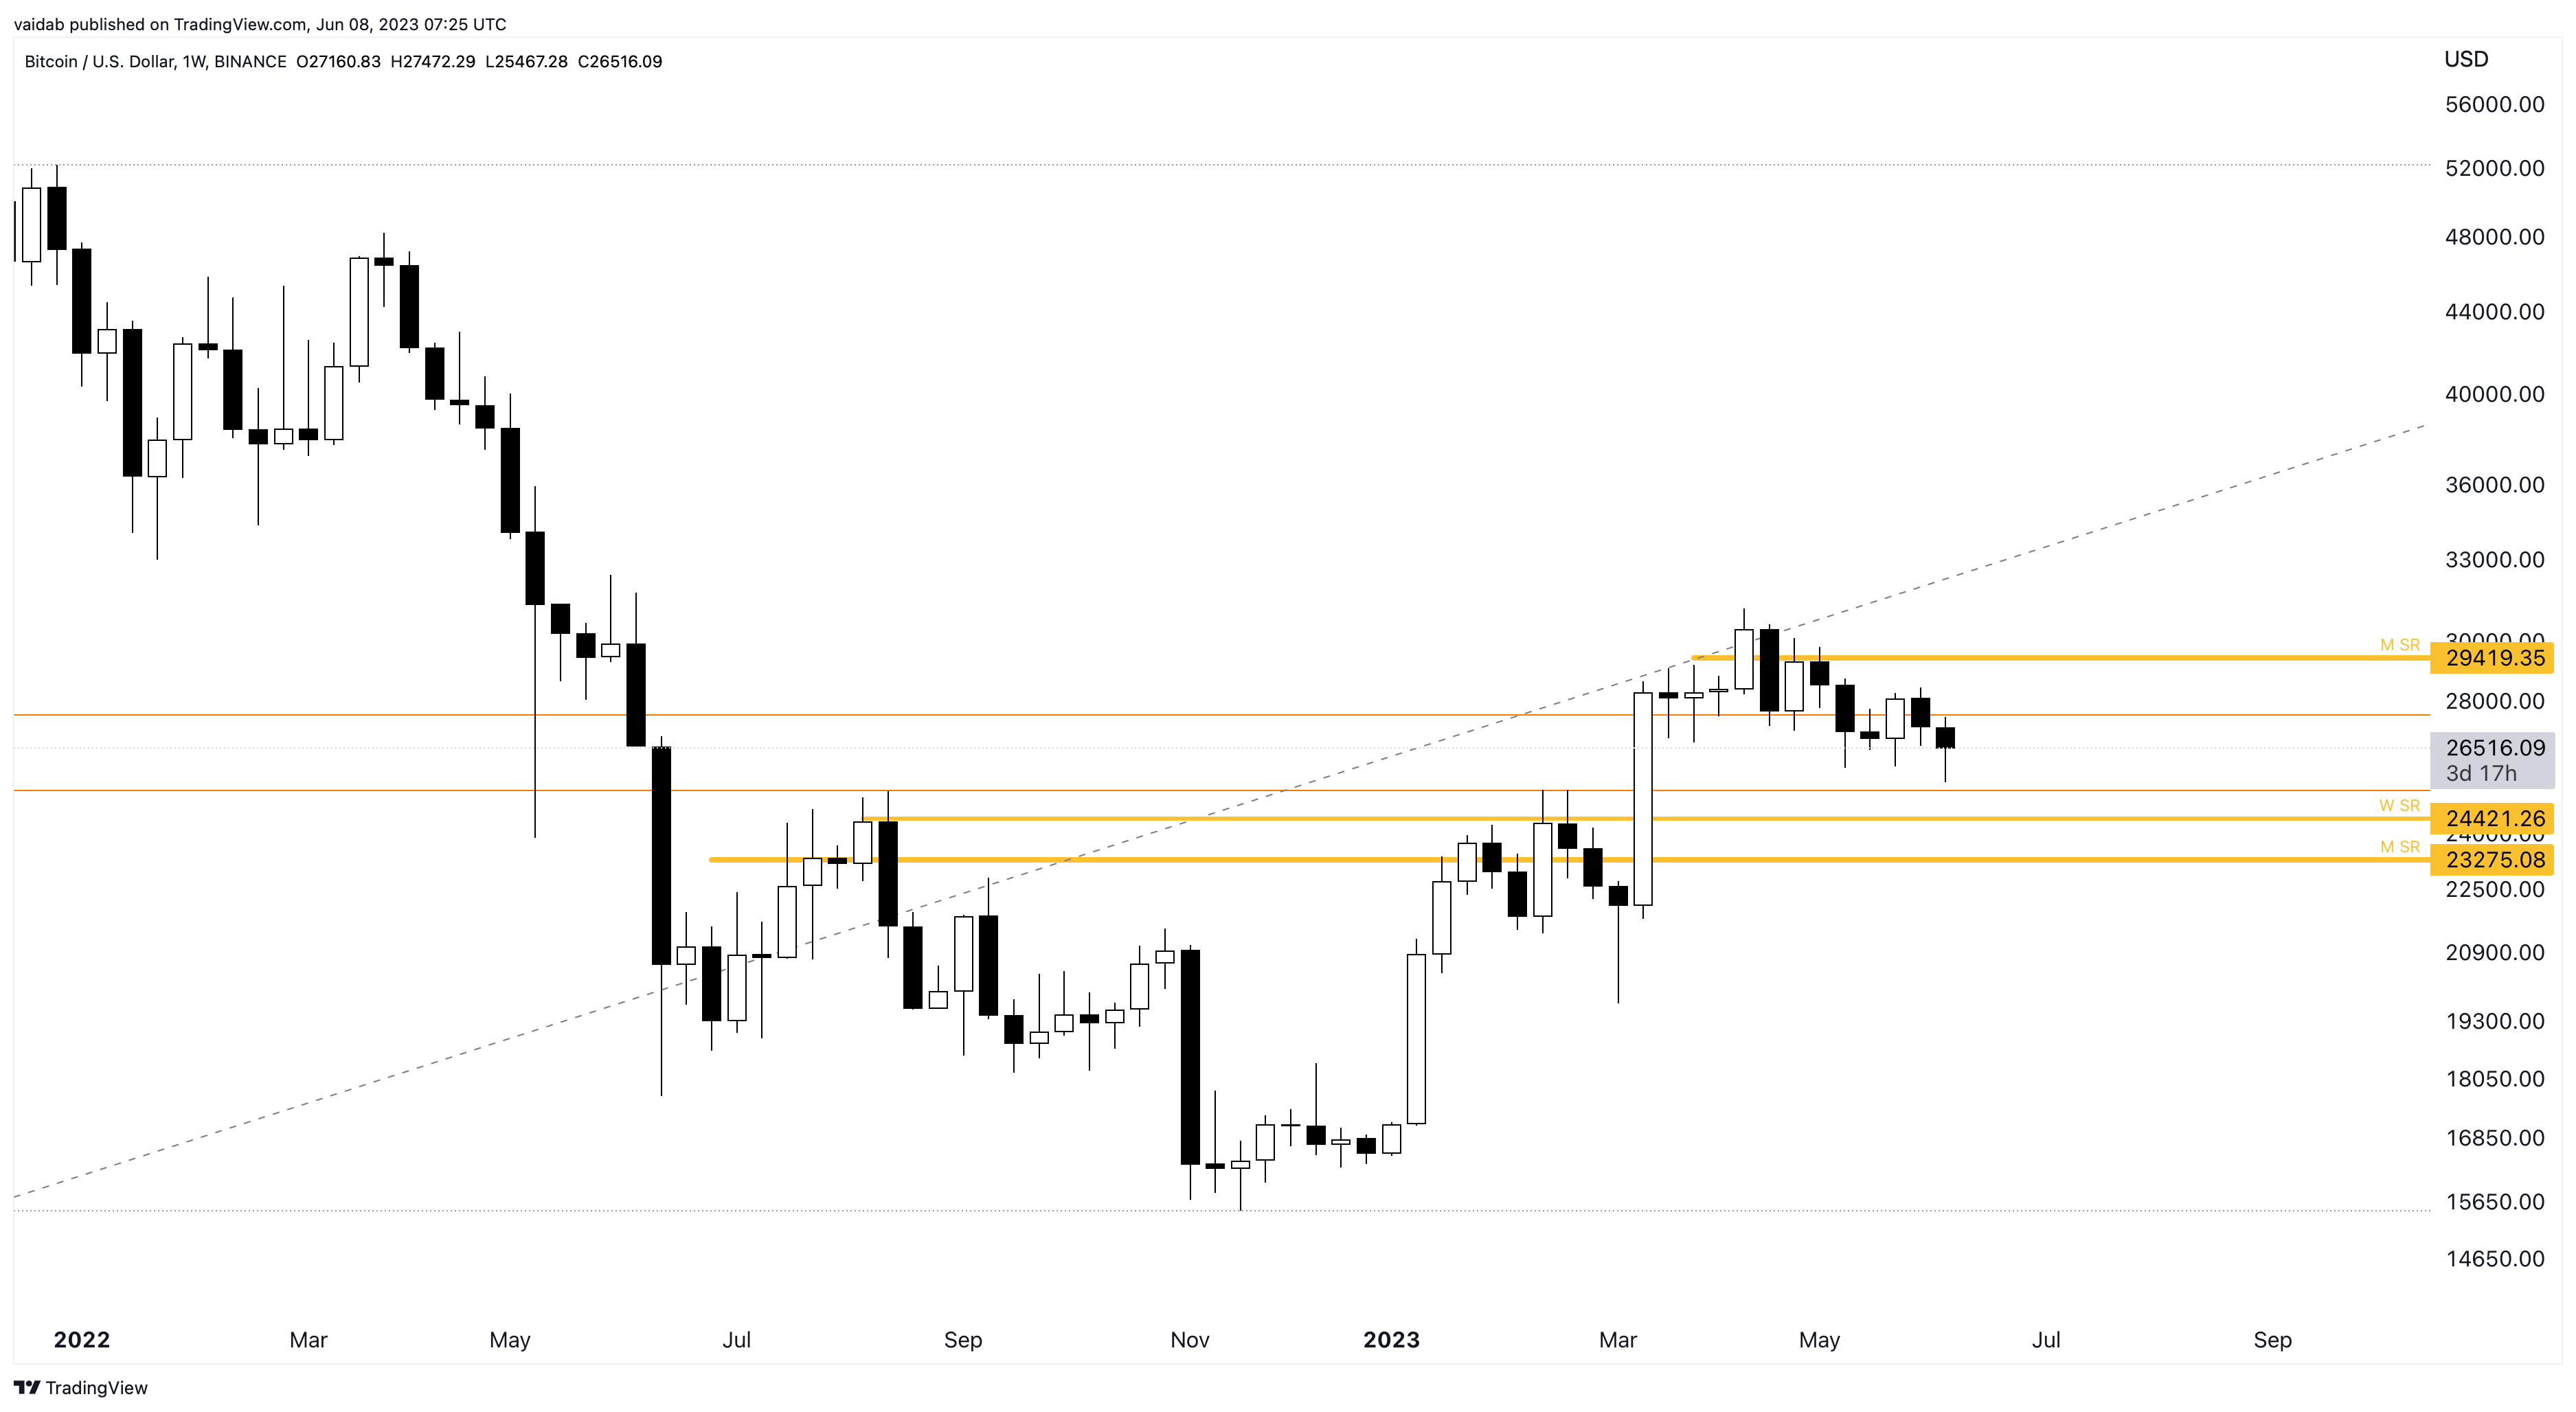 vaidab published on TradingView.com, Jun 08, 2023 07:25 UTC
Bitcoin / U.S. Dollar, 1W, BINANCE O27160.83 H27472.29 L25467.28 C26516.09
USD
56000.00
52000.00
48000.00
44000.00
40000.00
36000.00
33000.00
30000.00
M SR 29419.35
28000.00
26516.09
3d 17h
W SR 24421.26
24000.00
M SR 23275.08
22500.00
20900.00
19300.00
18050.00
16850.00
15650.00
14650.00
2022 Mar May Jul Sep Nov 2023 Mar May Jul Sep
TradingView